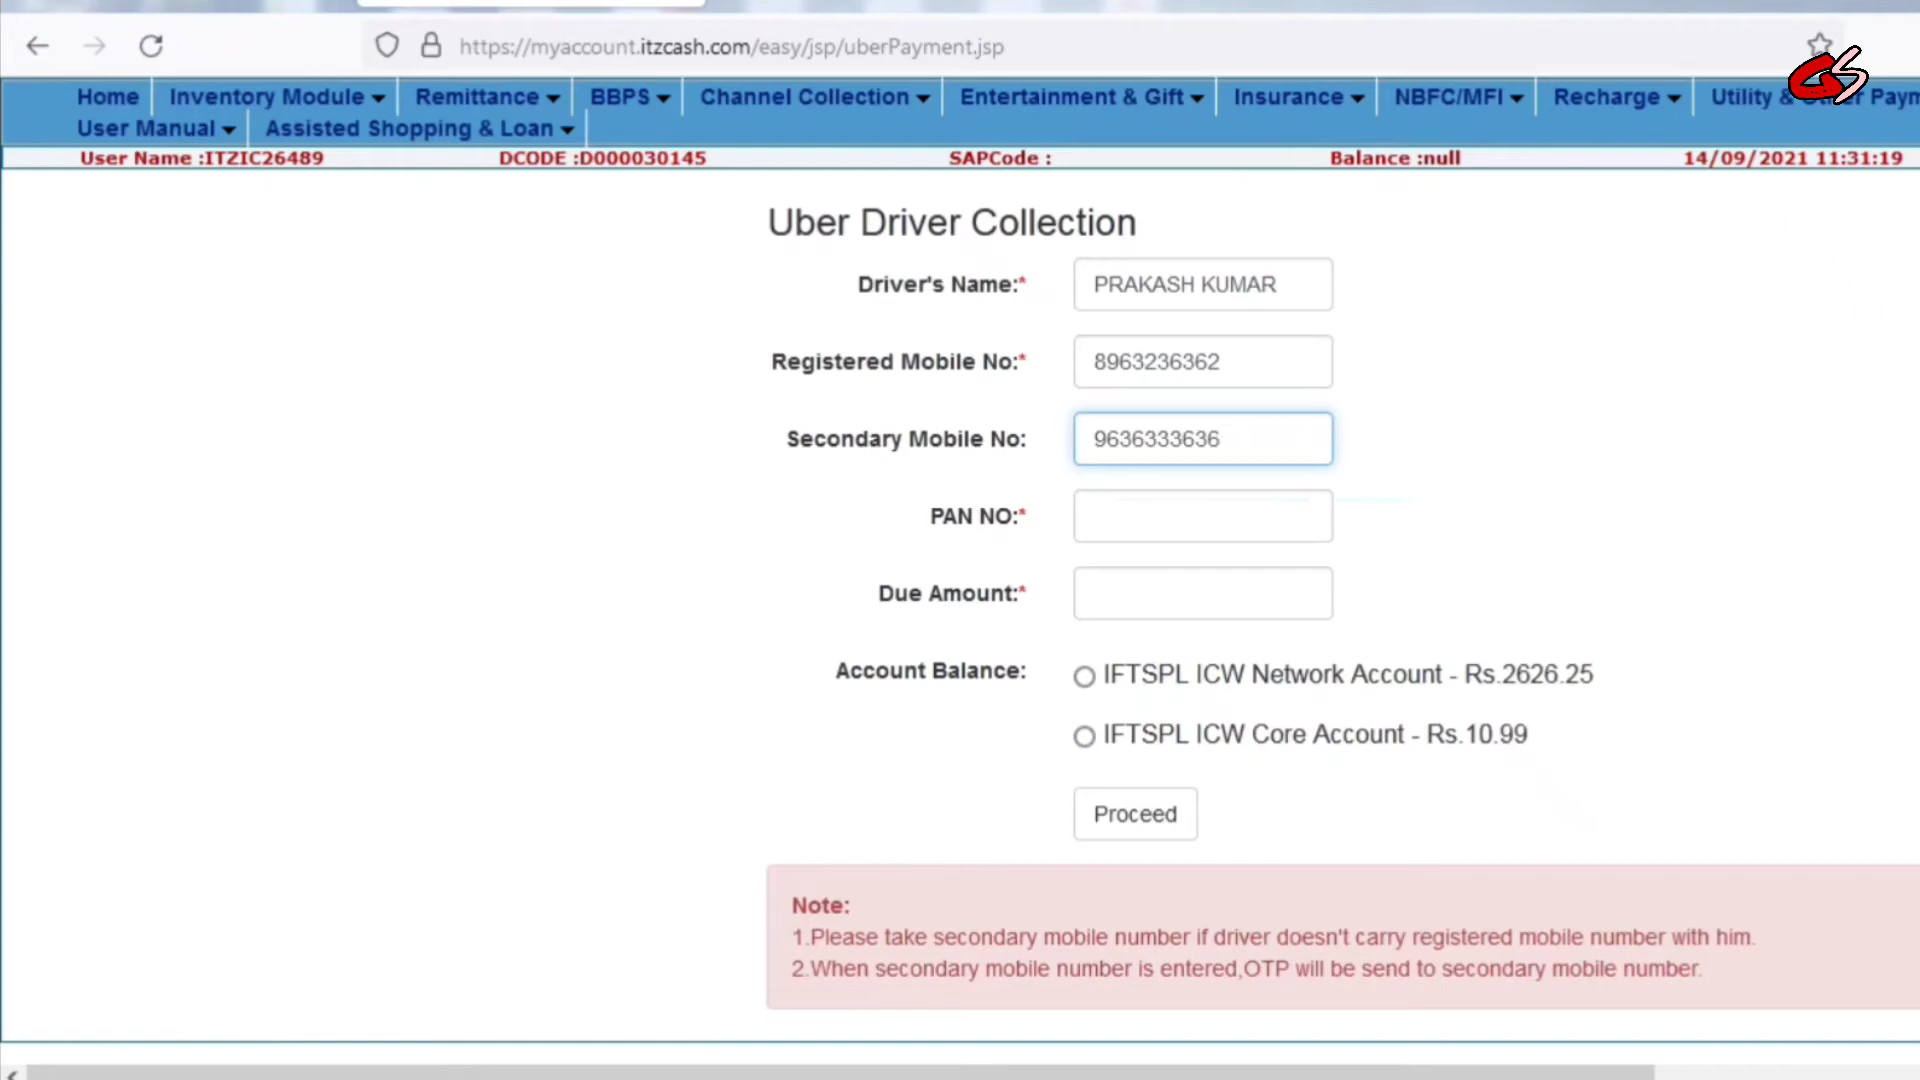 https://myaccount.itzcash.com/easy/jsp/uberPayment.jsp
GS
Home Inventory Module Remittance BBPS Channel Collection Entertainment & Gift Insurance NBFC/MFI Recharge Utility &
User Manual Assisted Shopping & Loan
User Name :ITZIC26489 DCODE :D000030145 SAPCode : Balance :null 14/09/2021 11:31:19
Uber Driver Collection
Driver's Name:* PRAKASH KUMAR
Registered Mobile No:* 8963236362
Secondary Mobile No: 9636333636
PAN NO:*
Due Amount:*
Account Balance: IFTSPL ICW Network Account - Rs.2626.25
IFTSPL ICW Core Account - Rs.10.99
Proceed
Note:
1.Please take secondary mobile number if driver doesn't carry registered mobile number with him.
2.When secondary mobile number is entered,OTP will be send to secondary mobile number.